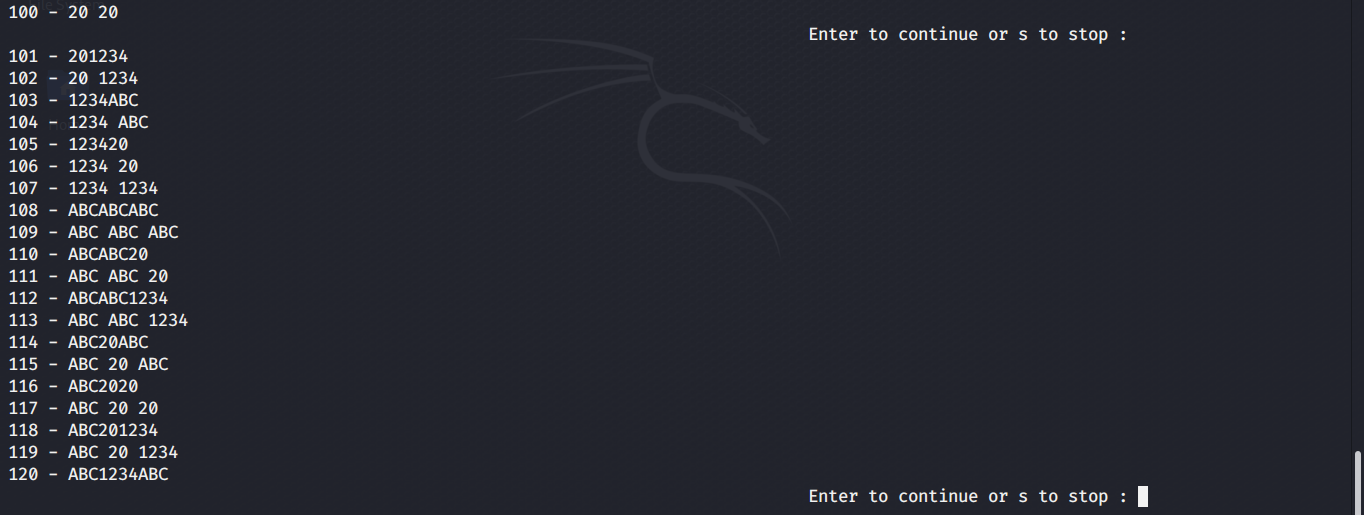 100 - 20 20
Enter to continue or s to stop :
101 - 201234
102 - 20 1234
103 - 1234ABC
104 - 1234 ABC
105 - 123420
106 - 1234 20
107 - 1234 1234
108 - ABCABCABC
109 - ABC ABC ABC
110 - ABCABC20
111 - ABC ABC 20
112 - ABCABC1234
113 - ABC ABC 1234
114 - ABC20ABC
115 - ABC 20 ABC
116 - ABC2020
117 - ABC 20 20
118 - ABC201234
119 - ABC 20 1234
120 - ABC1234ABC
Enter to continue or s to stop :